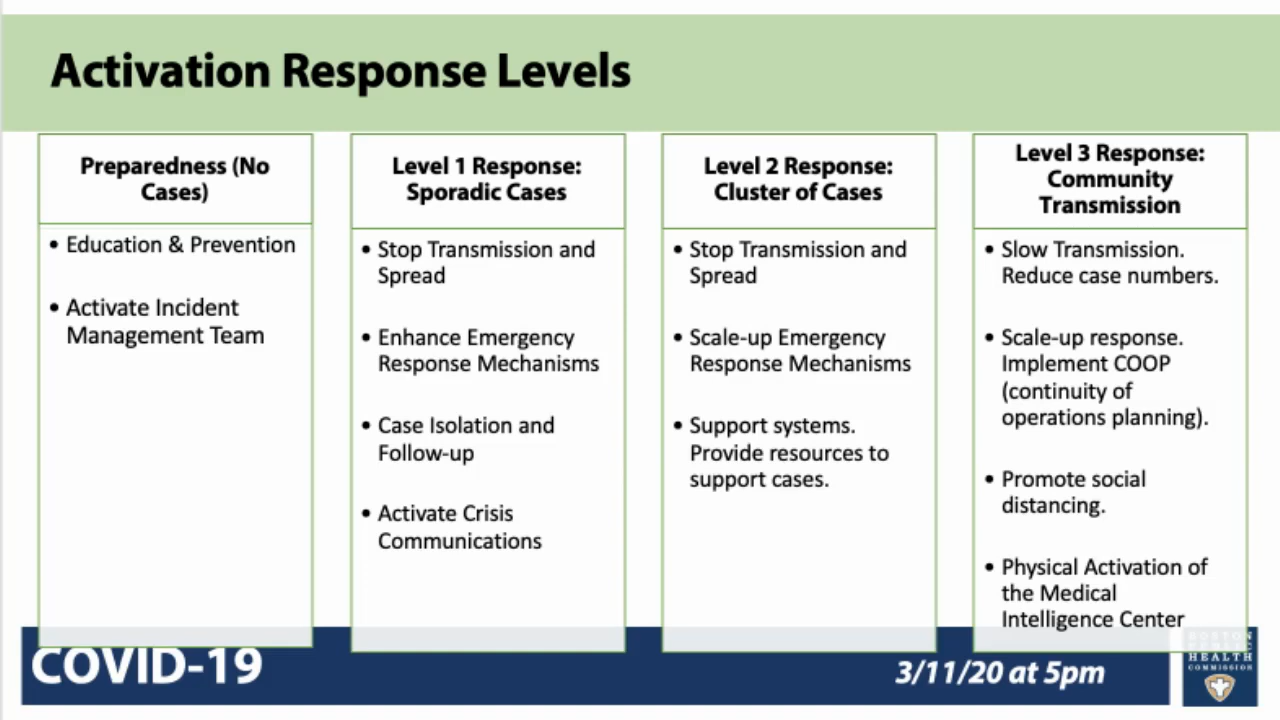 Activation Response Levels
Preparedness (No
Cases)
• Education & Prevention
• Activate Incident
Management Team
Level 1 Response:
Sporadic Cases
• Stop Transmission and
Spread
• Enhance Emergency
Response Mechanisms
• Case Isolation and
Follow-up
• Activate Crisis
Communications
Level 2 Response:
Cluster of Cases
• Stop Transmission and
Spread
• Scale-up Emergency
Response Mechanisms
• Support systems.
Provide resources to
support cases.
Level 3 Response:
Community
Transmission
• Slow Transmission.
Reduce case numbers.
• Scale-up response.
Implement COOP
(continuity of
operations planning).
• Promote social
distancing.
• Physical Activation of
the Medical
Intelligence Center
COVID-19
3/11/20 at 5pm
BOSTON
HEALTH
COMMISSION